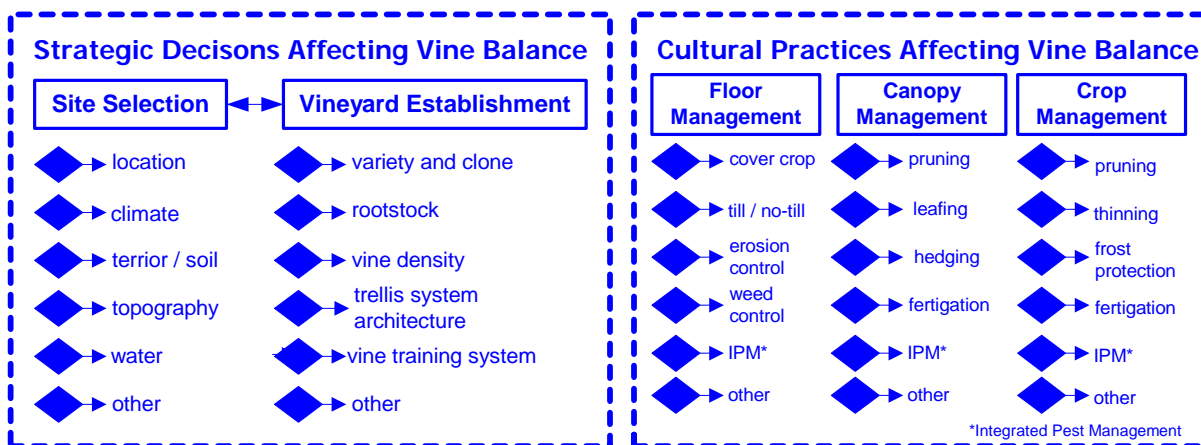 Strategic Decisons Affecting Vine Balance
Site Selection
Vineyard Establishment
location
climate
terrior / soil
topography
water
other
variety and clone
rootstock
vine density
trellis system
architecture
vine training system
other
Cultural Practices Affecting Vine Balance
Floor
Management
Canopy
Management
Crop
Management
cover crop
till / no-till
erosion
control
weed
control
IPM*
other
pruning
leafing
hedging
fertigation
IPM*
other
pruning
thinning
frost
protection
fertigation
IPM*
other
*Integrated Pest Management